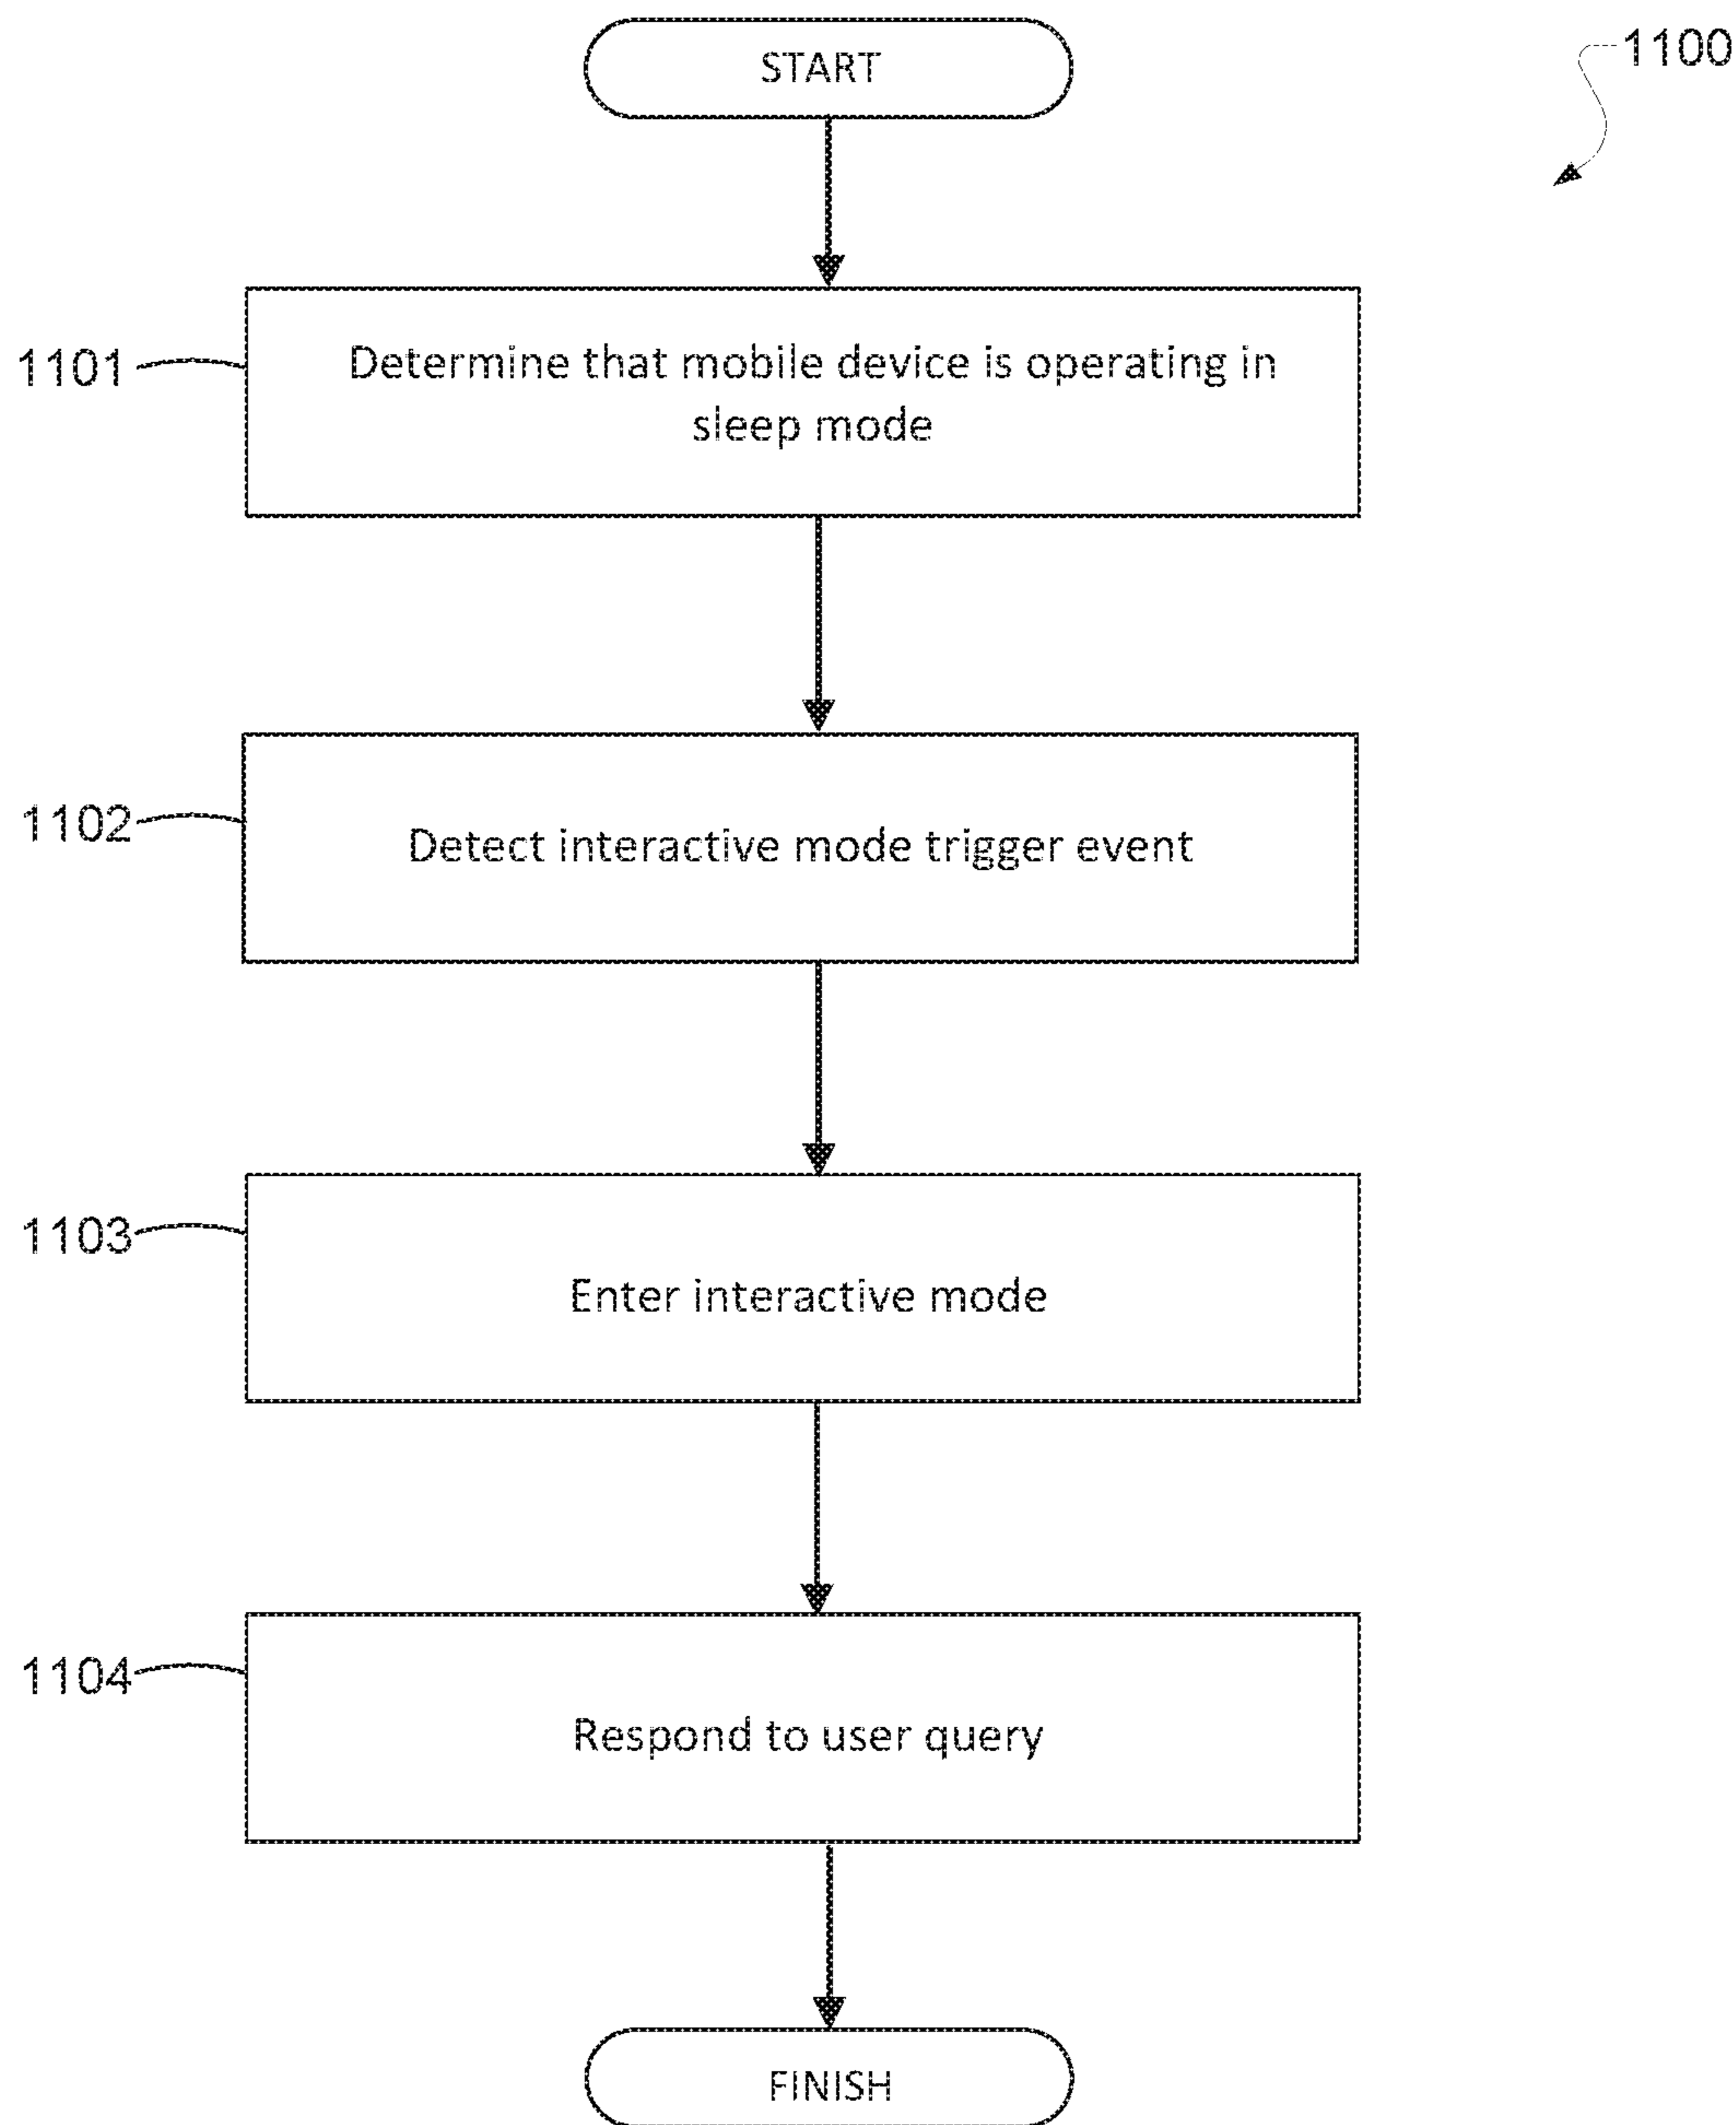 START
1100
1101
Determine that mobile device is operating in
sleep mode
1102
Detect interactive mode trigger event
1103
Enter interactive mode
1104
Respond to user query
FINISH